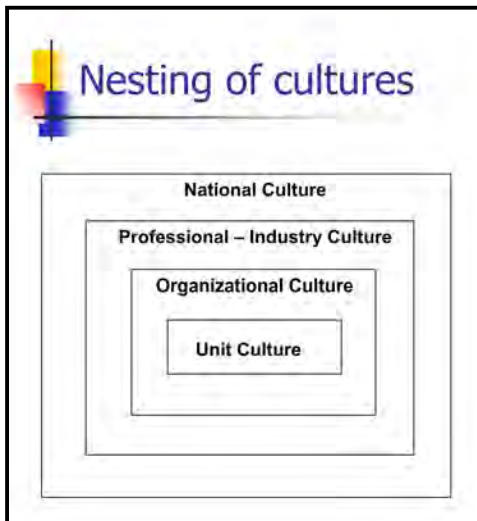 Nesting of cultures
National Culture
Professional – Industry Culture
Organizational Culture
Unit Culture